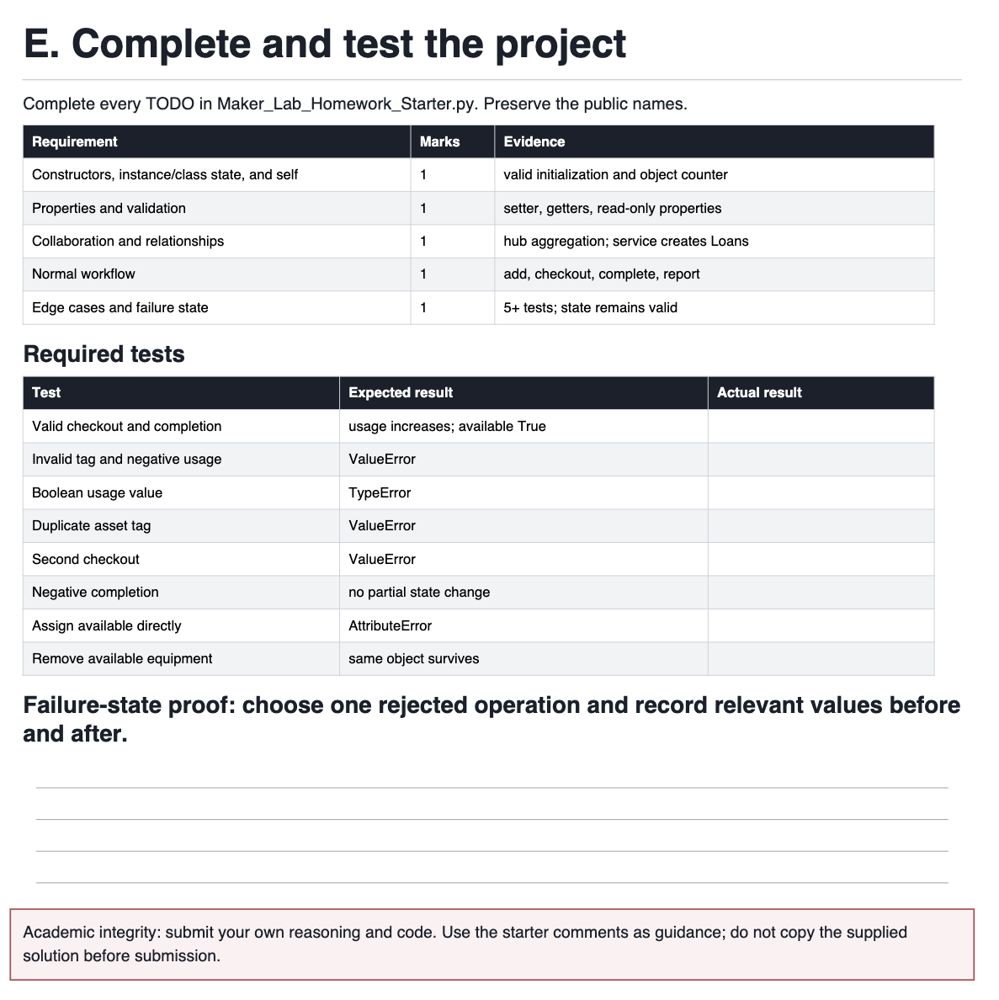 E. Complete and test the project
Complete every TODO in Maker_Lab_Homework_Starter.py. Preserve the public names.
Requirement Marks Evidence
Constructors, instance/class state, and self 1 valid initialization and object counter
Properties and validation 1 setter, getters, read-only properties
Collaboration and relationships 1 hub aggregation; service creates Loans
Normal workflow 1 add, checkout, complete, report
Edge cases and failure state 1 5+ tests; state remains valid
Required tests
Test Expected result Actual result
Valid checkout and completion usage increases; available True
Invalid tag and negative usage ValueError
Boolean usage value TypeError
Duplicate asset tag ValueError
Second checkout ValueError
Negative completion no partial state change
Assign available directly AttributeError
Remove available equipment same object survives
Failure-state proof: choose one rejected operation and record relevant values before
and after.
Academic integrity: submit your own reasoning and code. Use the starter comments as guidance; do not copy the supplied
solution before submission.